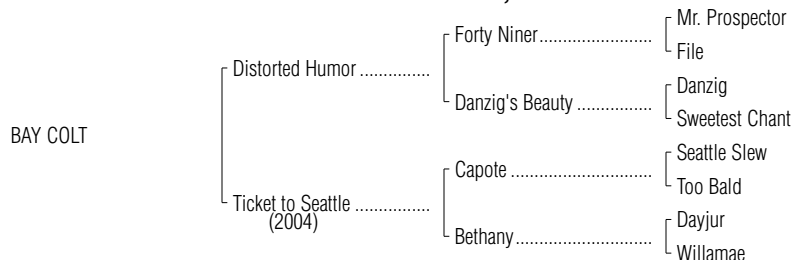 Mr. Prospector
Forty Niner........................
File
Distorted Humor ...............
Danzig
Danzig's Beauty ................
Sweetest Chant
BAY COLT
Seattle Slew
Capote ..............................
Too Bald
Ticket to Seattle ................
(2004)
Dayjur
Bethany.............................
Willamae